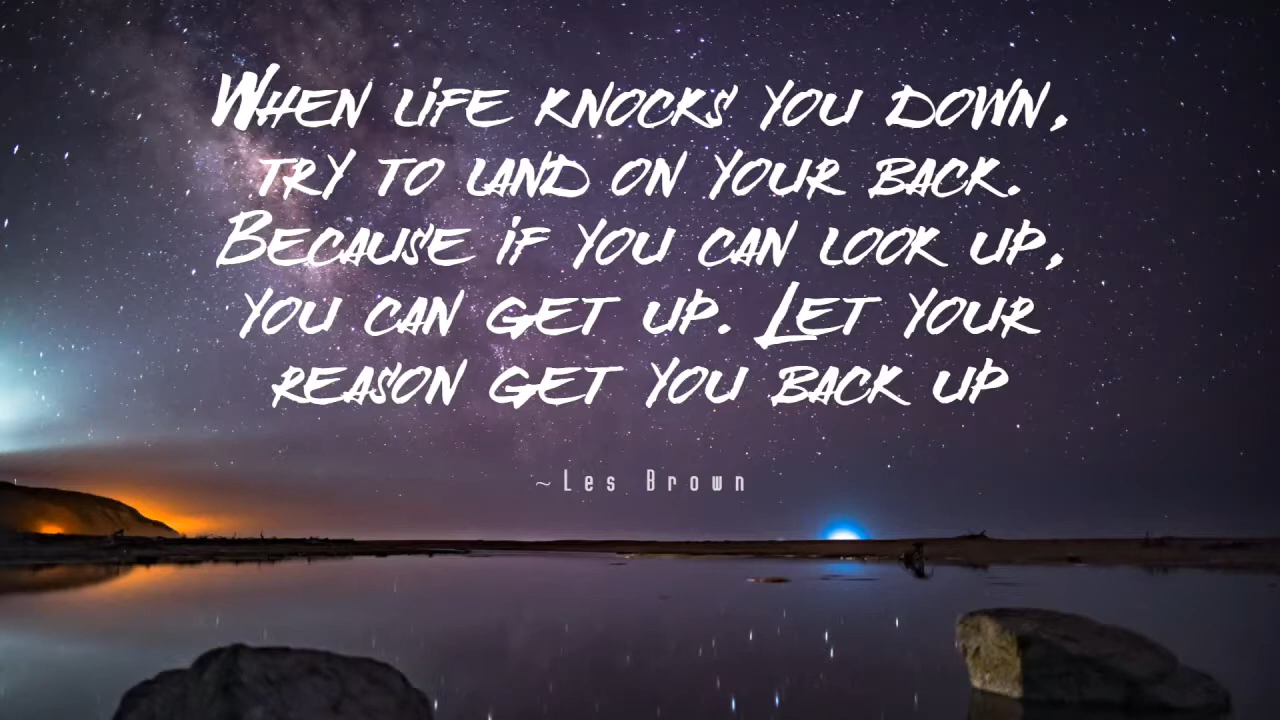 When life knocks you down,
try to land on your back.
Because if you can look up,
you can get up. Let your
reason get you back up
~Les Brown